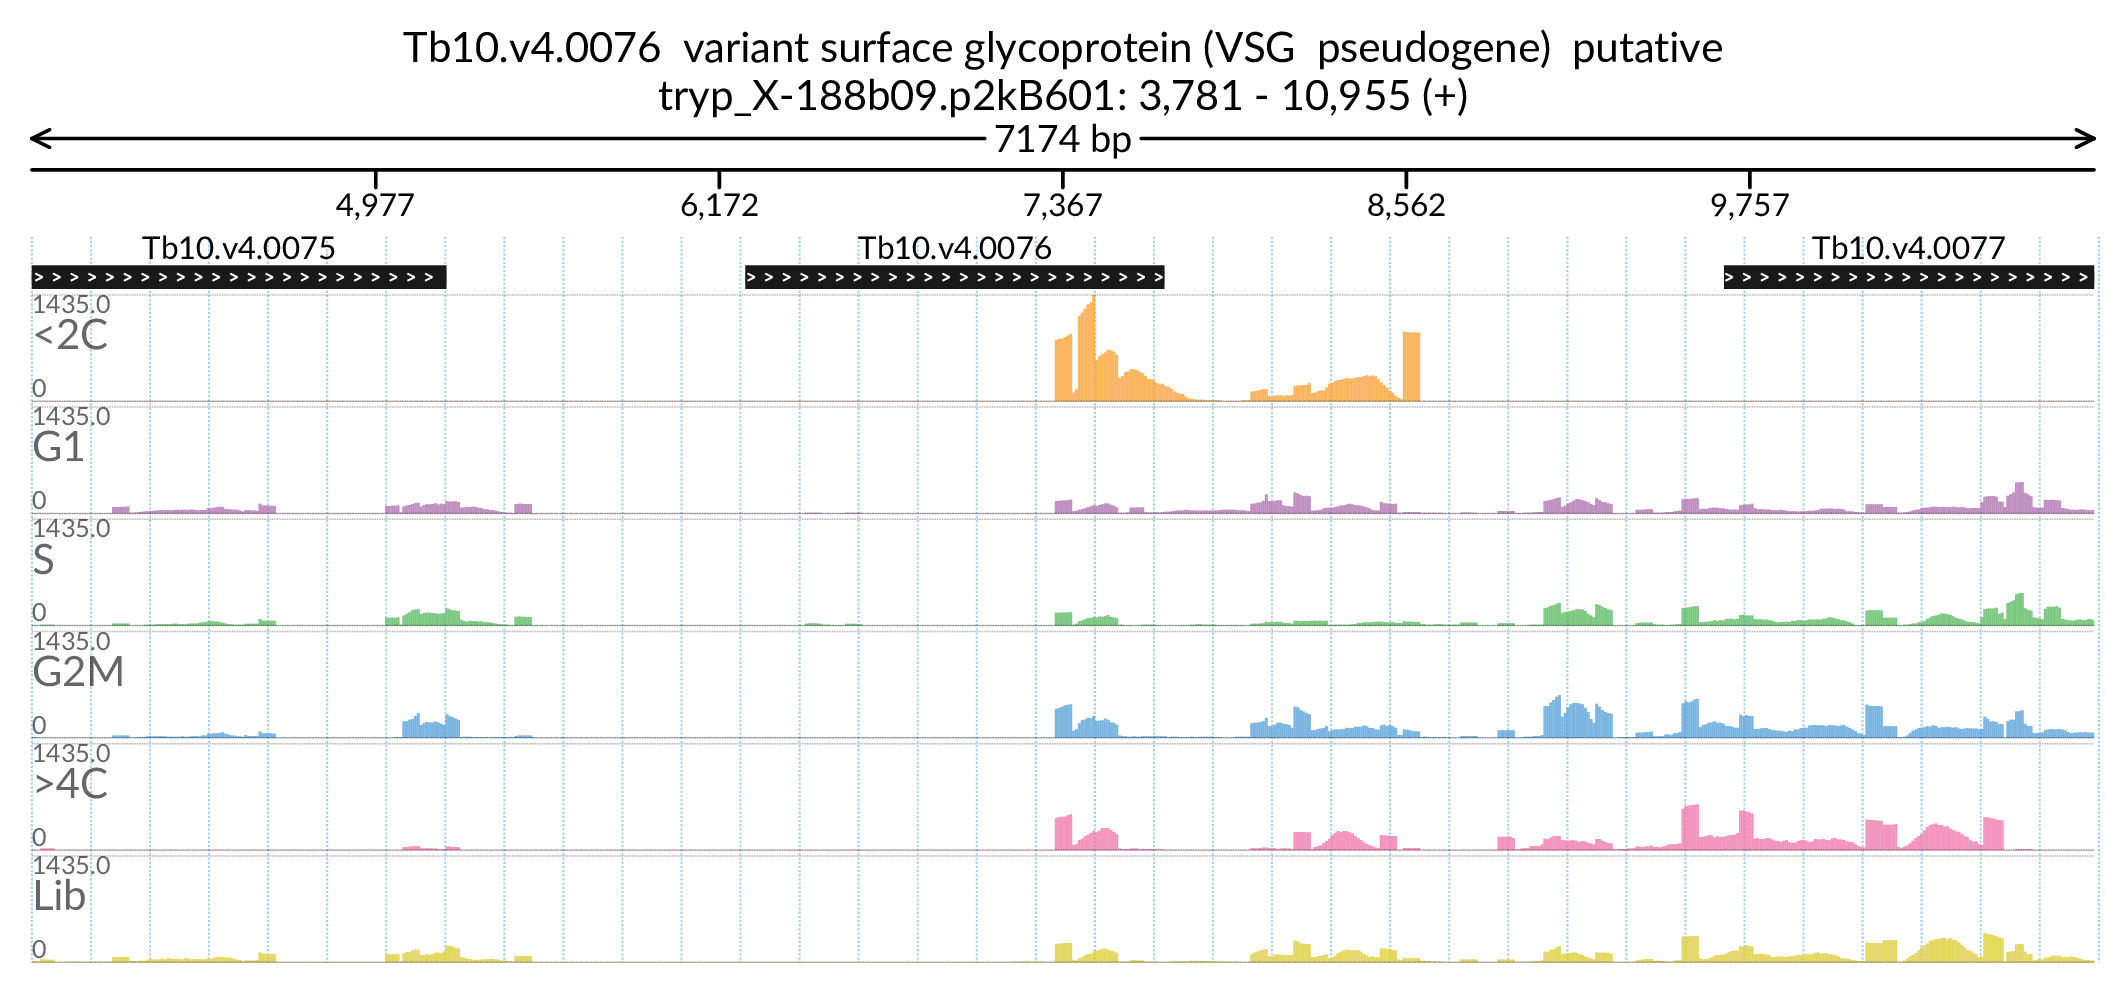 Tb10.v4.0076 variant surface glycoprotein (VSG pseudogene) putative
tryp_X-188b09.p2kB601: 3,781 - 10,955 (+)
7174 bp
4,977 6,172 7,367 8,562 9,757
Tb10.v4.0075 Tb10.v4.0076 Tb10.v4.0077
1435.0
<2C
0
1435.0
G1
0
1435.0
S
0
1435.0
G2M
0
1435.0
>4C
0
1435.0
Lib
0